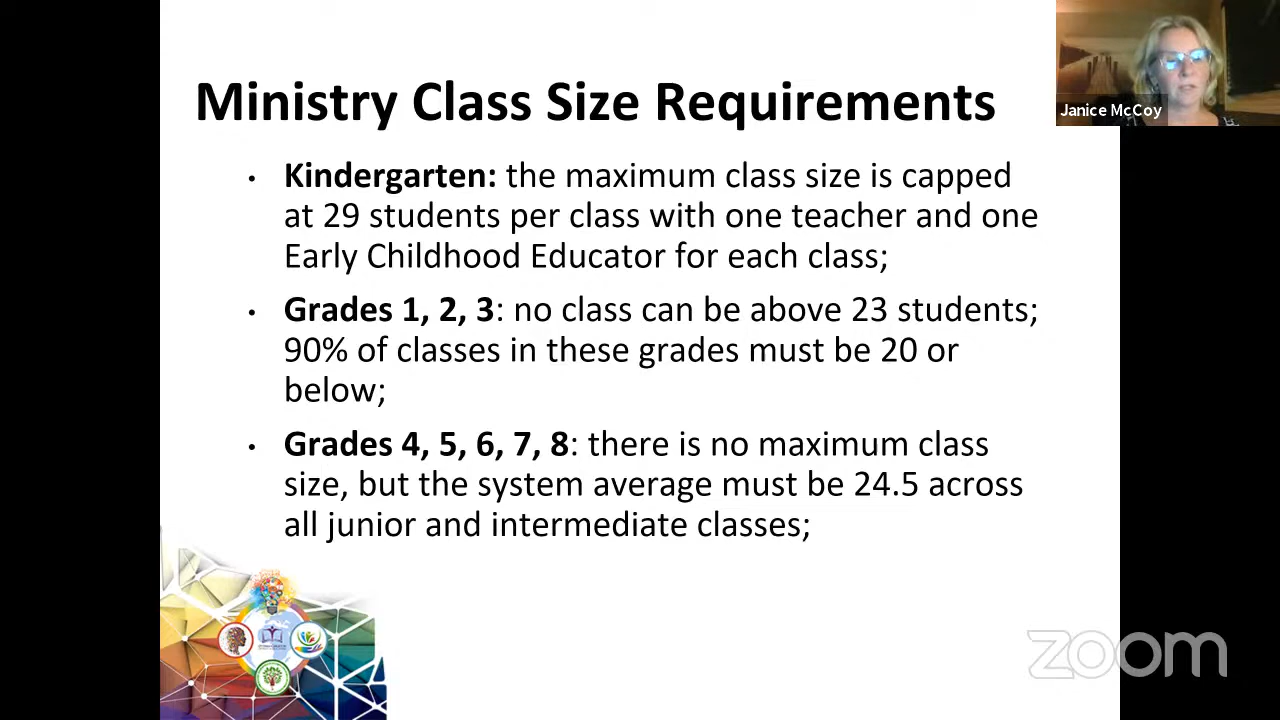 Ministry Class Size Requirements
Janice McCoy
• Kindergarten: the maximum class size is capped
at 29 students per class with one teacher and one
Early Childhood Educator for each class;
• Grades 1, 2, 3: no class can be above 23 students;
90% of classes in these grades must be 20 or
below;
• Grades 4, 5, 6, 7, 8: there is no maximum class
size, but the system average must be 24.5 across
all junior and intermediate classes;
zoom